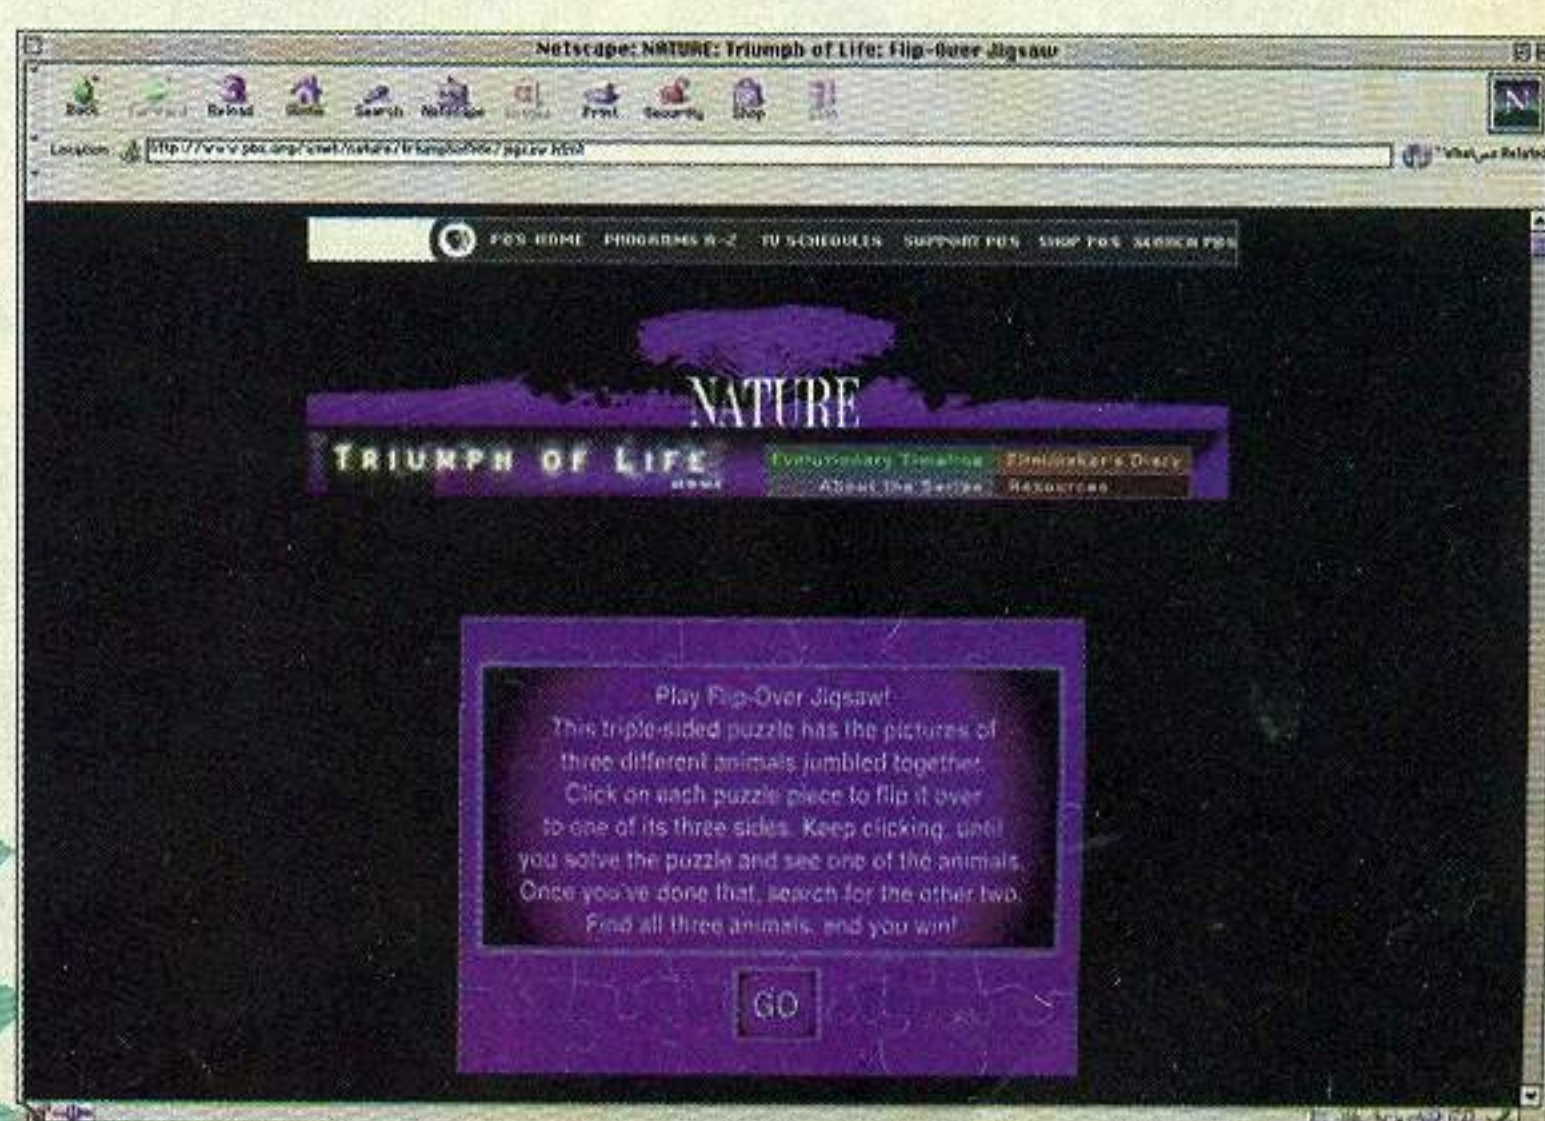 Netscape: NATURE: Triumph of Life: Flip-Over Jigsaw
Back Forward Reload Home Search Netscape Print Security Shop
Location:
PBS HOME PROGRAMS A-Z TV SCHEDULES SUPPORT PBS SHOP PBS SEARCH PBS
NATURE
TRIUMPH OF LIFE
HOME
Evolutionary Timeline Filmmaker's Diary
About the Series Resources
Play Flip-Over Jigsaw!
This triple-sided puzzle has the pictures of
three different animals jumbled together.
Click on each puzzle piece to flip it over
to one of its three sides. Keep clicking, until
you solve the puzzle and see one of the animals.
Once you've done that, search for the other two.
Find all three animals, and you win!
GO